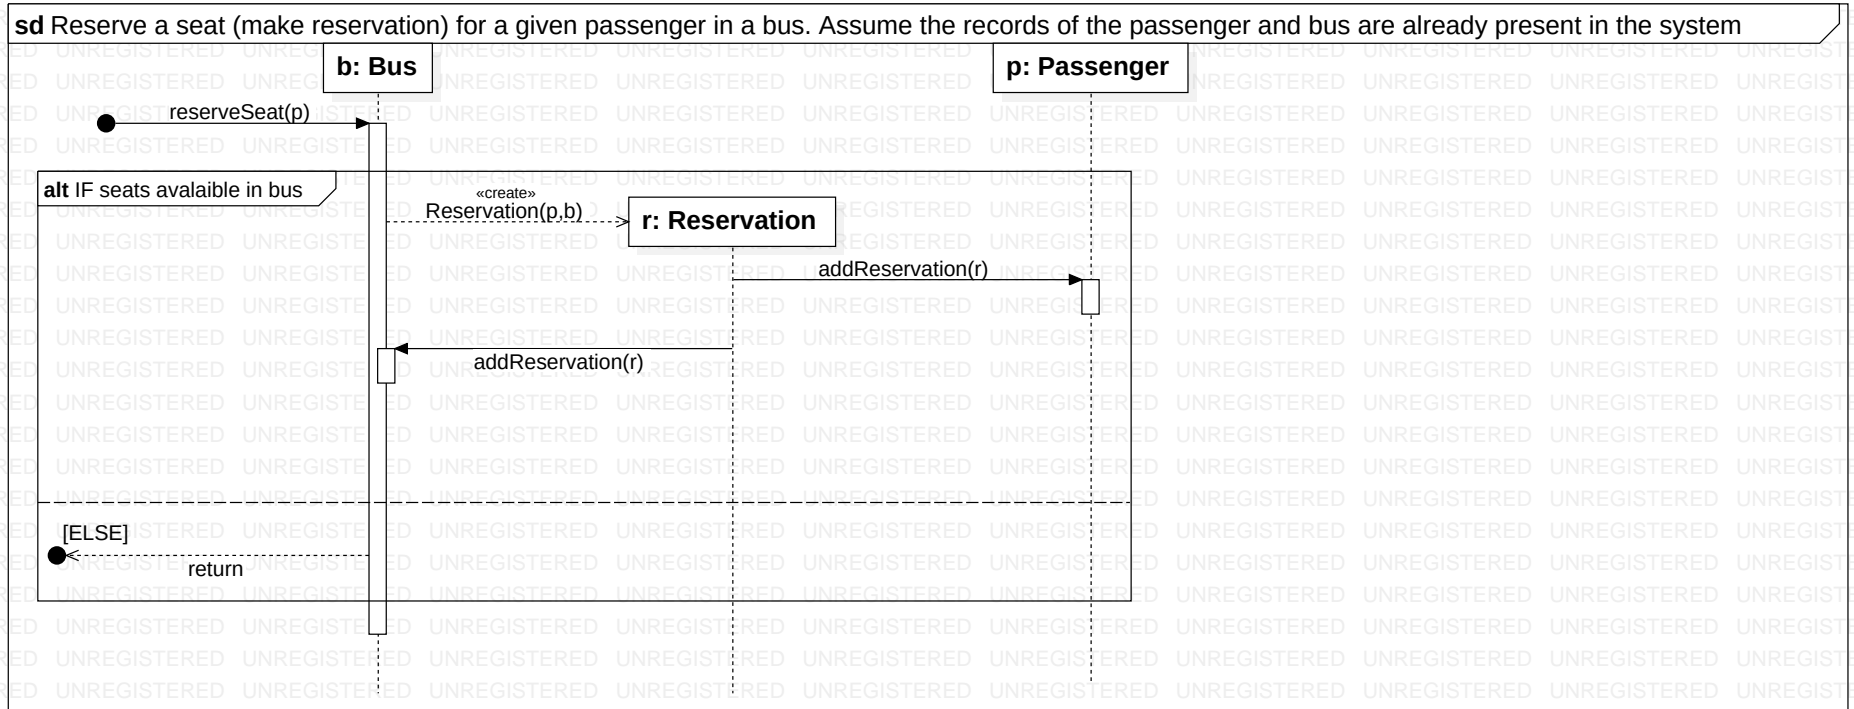 sd Reserve a seat (make reservation) for a given passenger in a bus. Assume the records of the passenger and bus are already present in the system
b: Bus
p: Passenger
reserveSeat(p)
alt IF seats avalaible in bus
«create»
Reservation(p,b)
r: Reservation
addReservation(r)
addReservation(r)
[ELSE]
return
UNREGISTERED